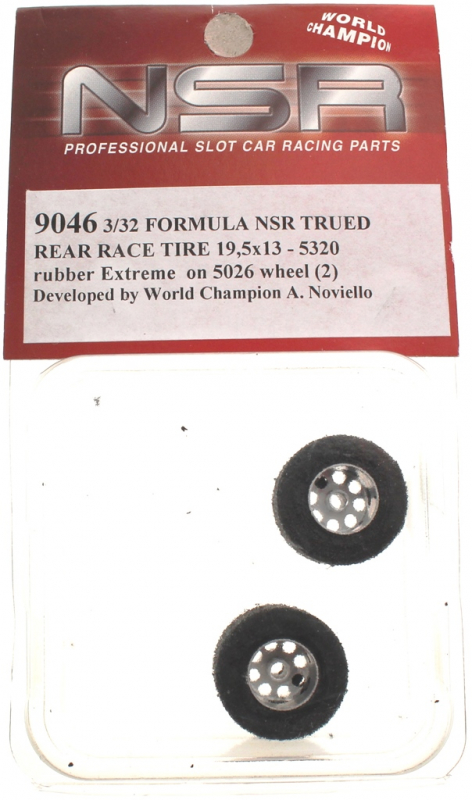 WORLD
CHAMPION
NSR
PROFESSIONAL SLOT CAR RACING PARTS
9046 3/32 FORMULA NSR TRUED
REAR RACE TIRE 19,5x13 - 5320
rubber Extreme on 5026 wheel (2)
Developed by World Champion A. Noviello